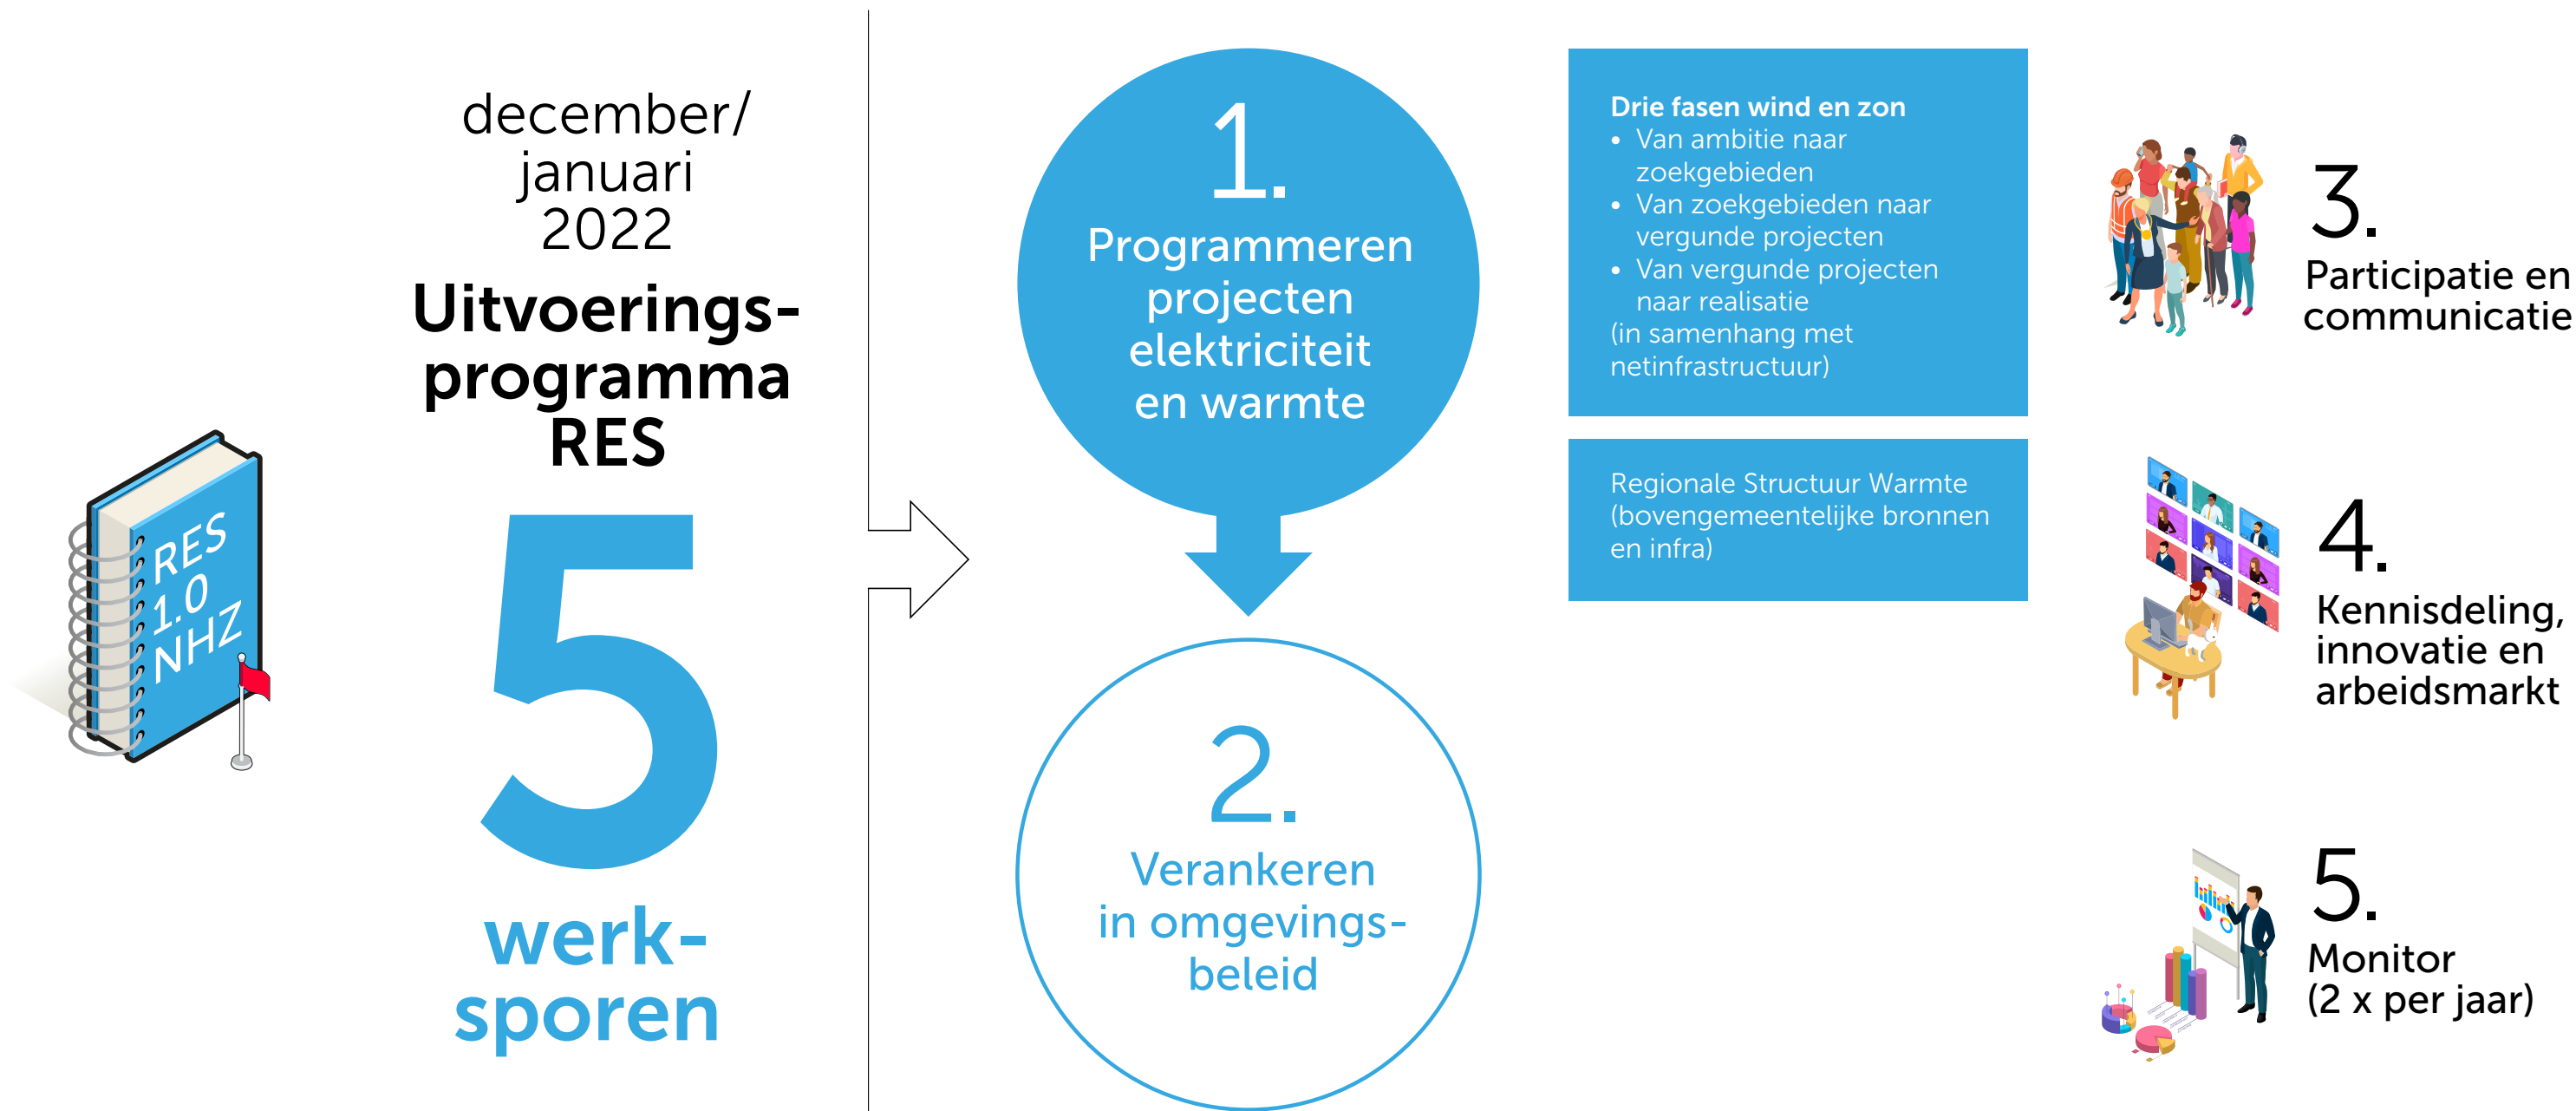 RES
1.0
NHZ
december/
januari
2022
Uitvoerings-
programma
RES
5
werk-
sporen
1.
Programmeren
projecten
elektriciteit
en warmte
2.
Verankeren
in omgevings-
beleid
Drie fasen wind en zon
• Van ambitie naar
zoekgebieden
• Van zoekgebieden naar
vergunde projecten
• Van vergunde projecten
naar realisatie
(in samenhang met
netinfrastructuur)
Regionale Structuur Warmte
(bovengemeentelijke bronnen
en infra)
3.
Participatie en
communicatie
4.
Kennisdeling,
innovatie en
arbeidsmarkt
5.
Monitor
(2 x per jaar)